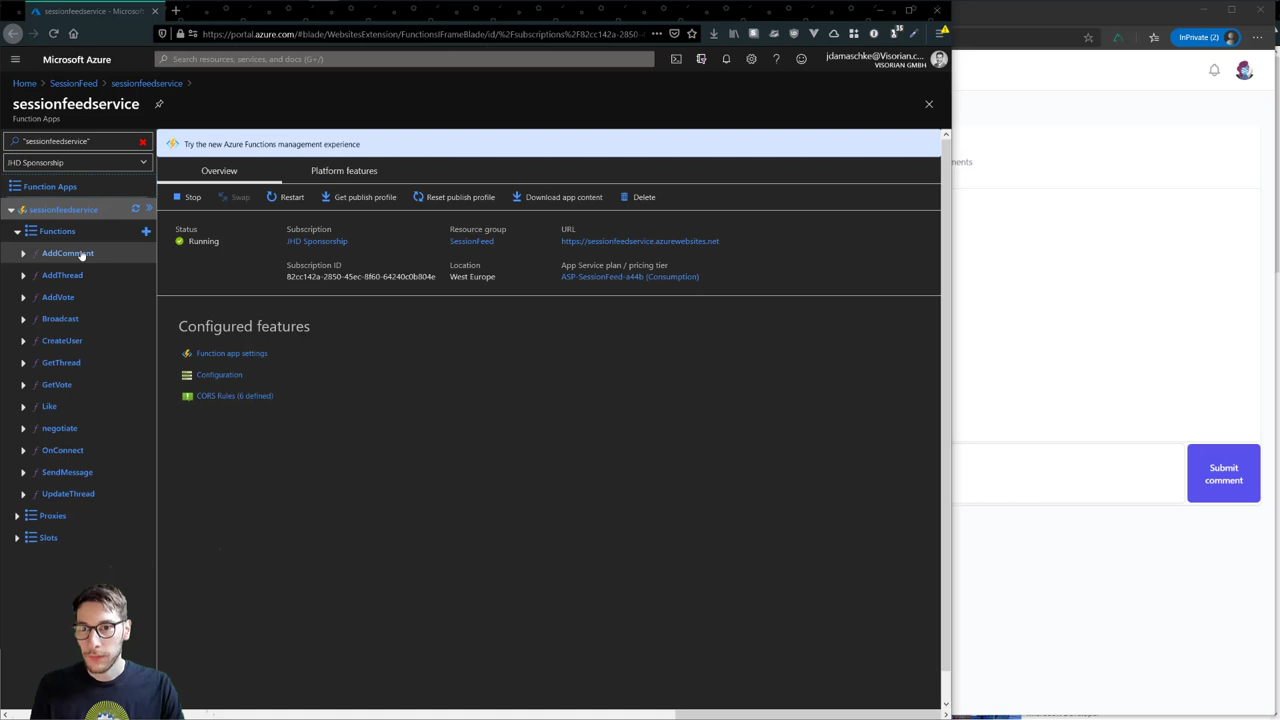 sessionfeedservice - Microsoft
https://portal.azure.com/#blade/WebsitesExtension/FunctionsIFrameBlade/id/%2Fsubscriptions%2F82cc142a-2850-
35
InPrivate (2)
Microsoft Azure
Search resources, services, and docs (G+/)
jdamaschke@Visorian.c...
VISORIAN GMBH
Home > SessionFeed > sessionfeedservice
sessionfeedservice
Function Apps
"sessionfeedservice"
JHD Sponsorship
Function Apps
sessionfeedservice
Functions
AddComment
AddThread
AddVote
Broadcast
CreateUser
GetThread
GetVote
Like
negotiate
OnConnect
SendMessage
UpdateThread
Proxies
Slots
Try the new Azure Functions management experience
Overview
Platform features
Stop
Swap
Restart
Get publish profile
Reset publish profile
Download app content
Delete
Status
Running
Subscription
JHD Sponsorship
Resource group
SessionFeed
URL
https://sessionfeedservice.azurewebsites.net
Subscription ID
82cc142a-2850-45ec-8f60-64240c0b804e
Location
West Europe
App Service plan / pricing tier
ASP-SessionFeed-a44b (Consumption)
Configured features
Function app settings
Configuration
CORS Rules (6 defined)
ments
Submit
comment